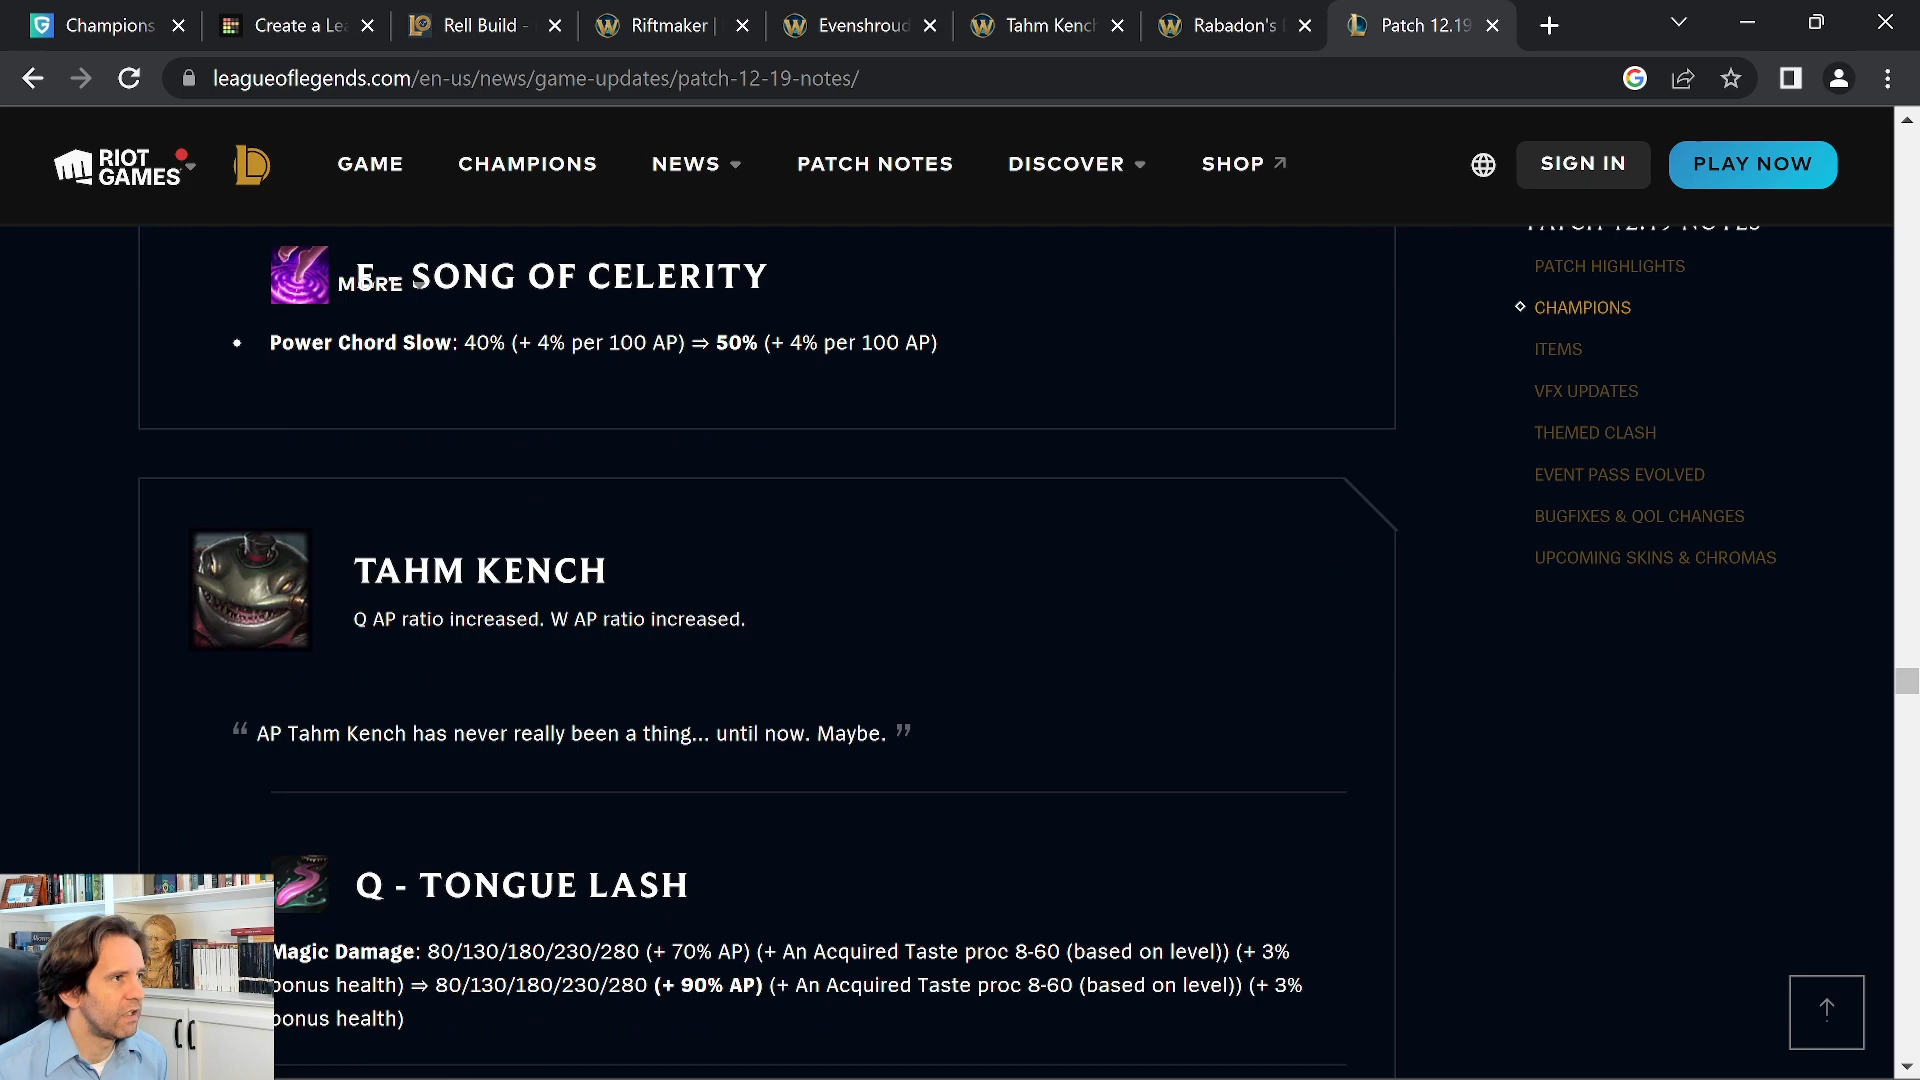 Champions
Create a Lea
Rell Build -
Riftmaker |
Evenshroud
Tahm Kench
Rabadon's
Patch 12.19
leagueoflegends.com/en-us/news/game-updates/patch-12-19-notes/
RIOT
GAMES
GAME
CHAMPIONS
NEWS
PATCH NOTES
DISCOVER
SHOP
SIGN IN
PLAY NOW
MORE
E - SONG OF CELERITY
• Power Chord Slow: 40% (+ 4% per 100 AP) ⇒ 50% (+ 4% per 100 AP)
PATCH 12.19 NOTES
PATCH HIGHLIGHTS
CHAMPIONS
ITEMS
VFX UPDATES
THEMED CLASH
EVENT PASS EVOLVED
BUGFIXES & QOL CHANGES
UPCOMING SKINS & CHROMAS
TAHM KENCH
Q AP ratio increased. W AP ratio increased.
“ AP Tahm Kench has never really been a thing... until now. Maybe. ”
Q - TONGUE LASH
Magic Damage: 80/130/180/230/280 (+ 70% AP) (+ An Acquired Taste proc 8-60 (based on level)) (+ 3%
bonus health) ⇒ 80/130/180/230/280 (+ 90% AP) (+ An Acquired Taste proc 8-60 (based on level)) (+ 3%
bonus health)